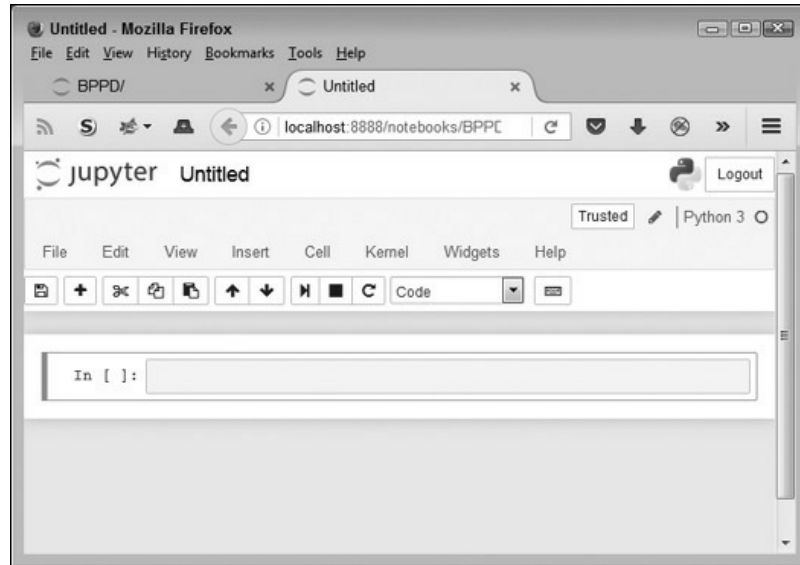 Untitled - Mozilla Firefox
File Edit View History Bookmarks Tools Help
BPPD/
Untitled
localhost:8888/notebooks/BPPD
jupyter Untitled
Logout
Trusted
Python 3
File Edit View Insert Cell Kernel Widgets Help
Code
In [ ]: